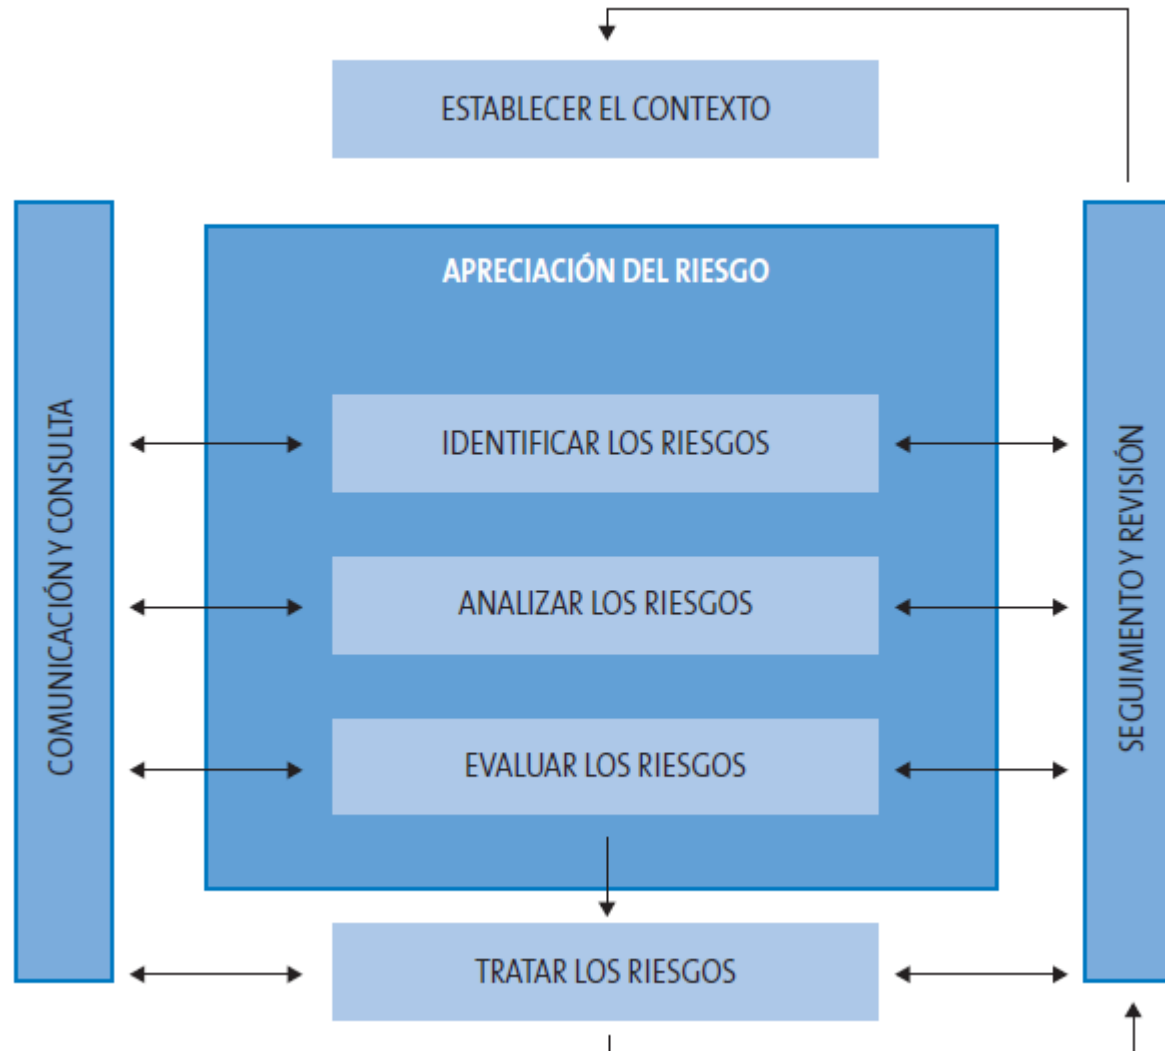 ESTABLECER EL CONTEXTO
COMUNICACIÓN Y CONSULTA
APRECIACIÓN DEL RIESGO
IDENTIFICAR LOS RIESGOS
ANALIZAR LOS RIESGOS
EVALUAR LOS RIESGOS
TRATAR LOS RIESGOS
SEGUIMIENTO Y REVISIÓN